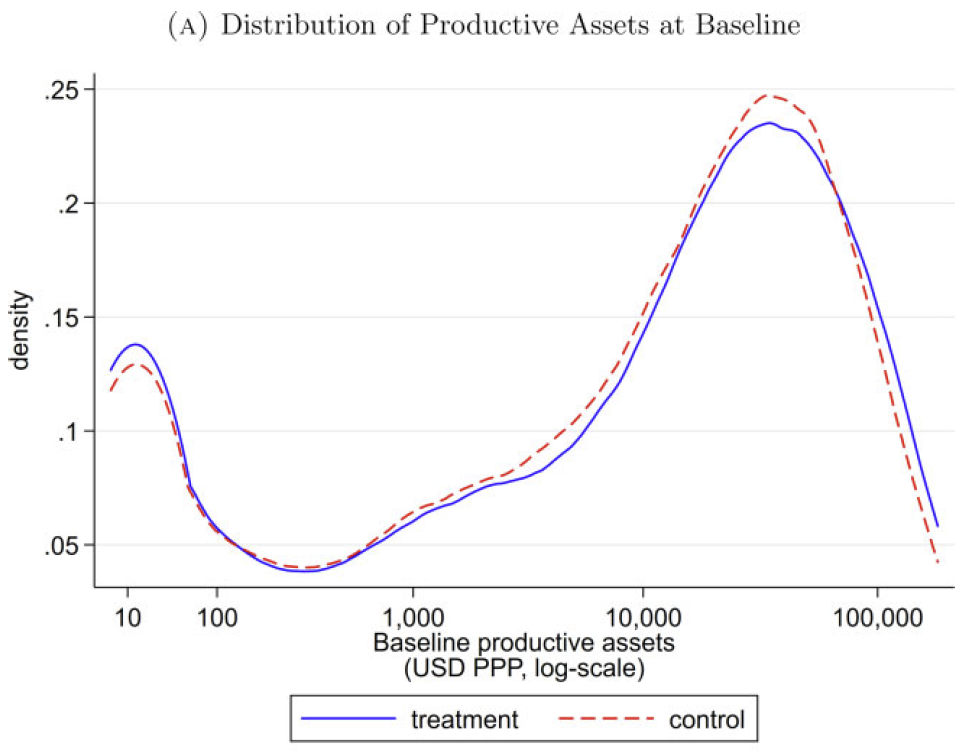 (A) Distribution of Productive Assets at Baseline
.25
.2
.15
.1
.05
density
10 100 1,000 10,000 100,000
Baseline productive assets
(USD PPP, log-scale)
treatment control